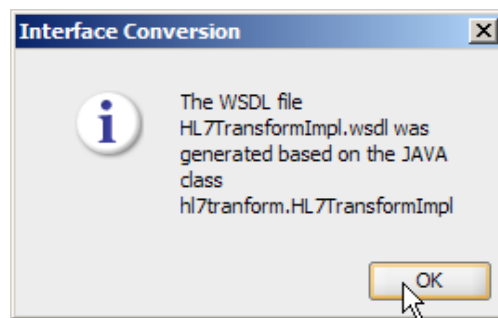 Interface Conversion
The WSDL file
HL7TransformImpl.wsdl was
generated based on the JAVA
class
hl7tranform.HL7TransformImpl
OK